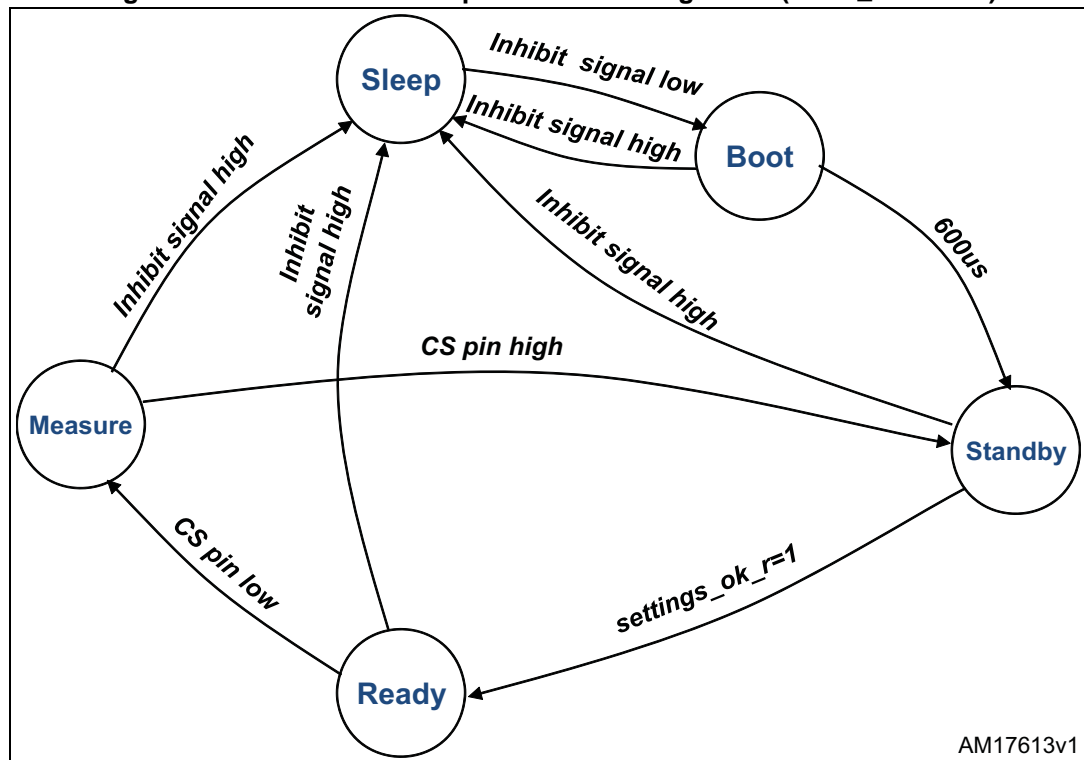 Sleep
Inhibit signal low
Inhibit signal high
Boot
Inhibit signal high
Inhibit
signal high
Inhibit signal high
600us
CS pin high
Measure
Standby
CS pin low
settings_ok_r=1
Ready
AM17613v1